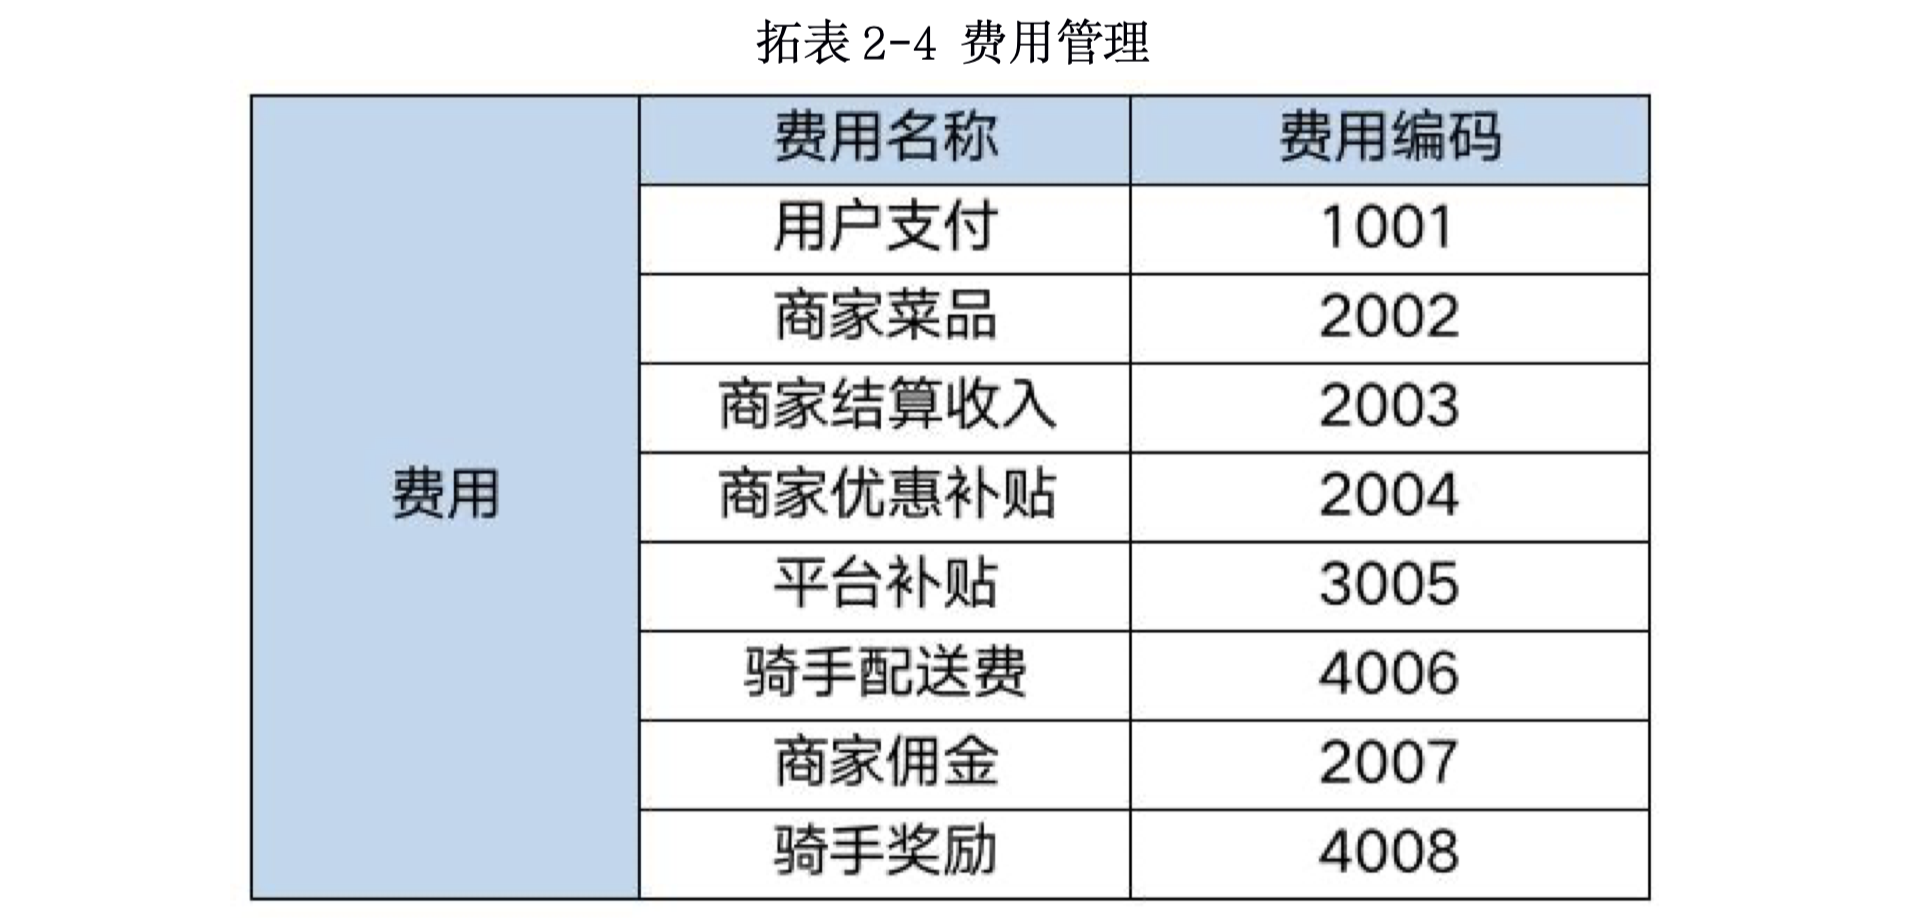 拓表 2-4 费用管理
费用名称 费用编码
用户支付 1001
商家菜品 2002
商家结算收入 2003
商家优惠补贴 2004
费用
平台补贴 3005
骑手配送费 4006
商家佣金 2007
骑手奖励 4008